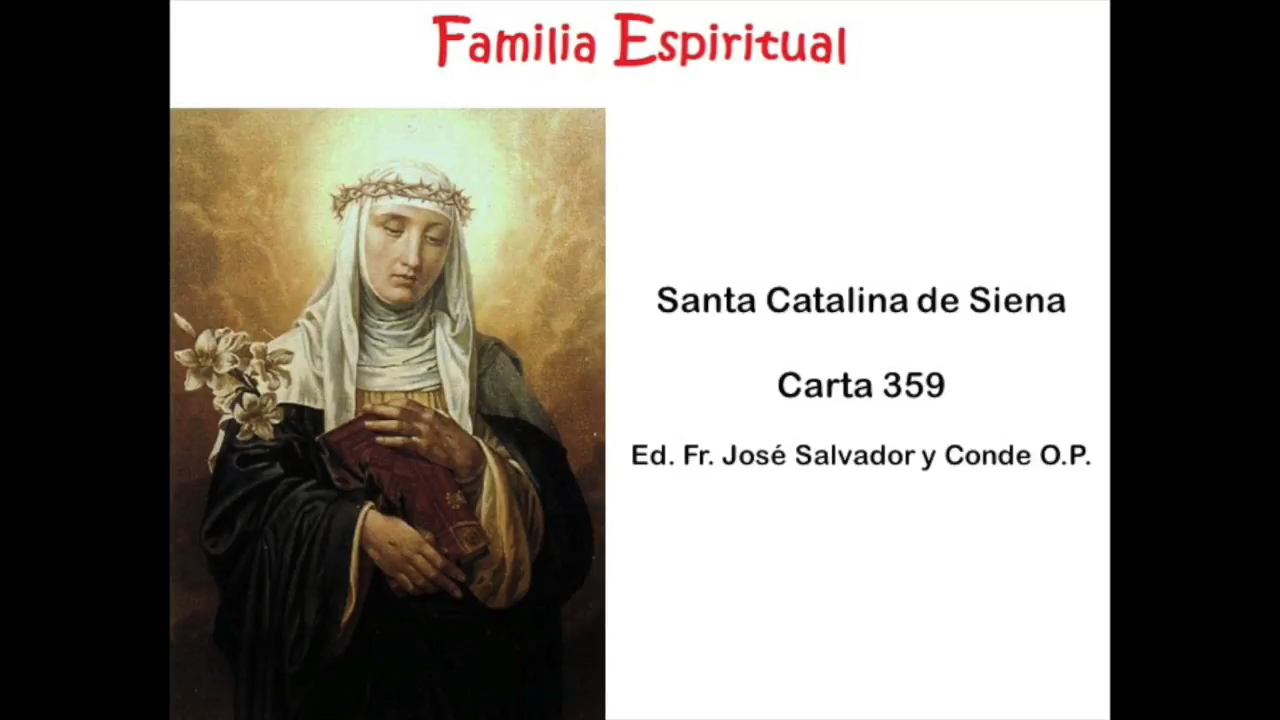 Familia Espiritual
Santa Catalina de Siena
Carta 359
Ed. Fr. José Salvador y Conde O.P.